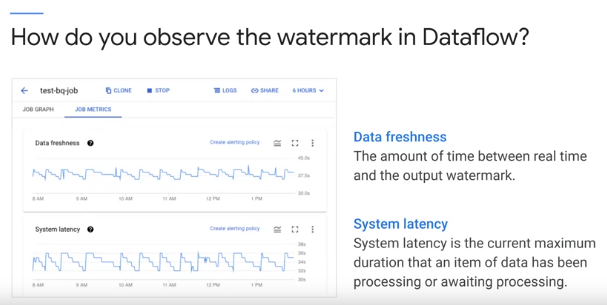 How do you observe the watermark in Dataflow?
test-bq-job CLONE STOP LOGS SHARE 6 HOURS
JOB GRAPH JOB METRICS
Data freshness ? Create alerting policy
45.0s
37.5s
30.0s
8 AM 9 AM 10 AM 11 AM 12 PM 1 PM
System latency ? Create alerting policy
38s
36s
34s
32s
30s
8 AM 9 AM 10 AM 11 AM 12 PM 1 PM
Data freshness
The amount of time between real time
and the output watermark.
System latency
System latency is the current maximum
duration that an item of data has been
processing or awaiting processing.